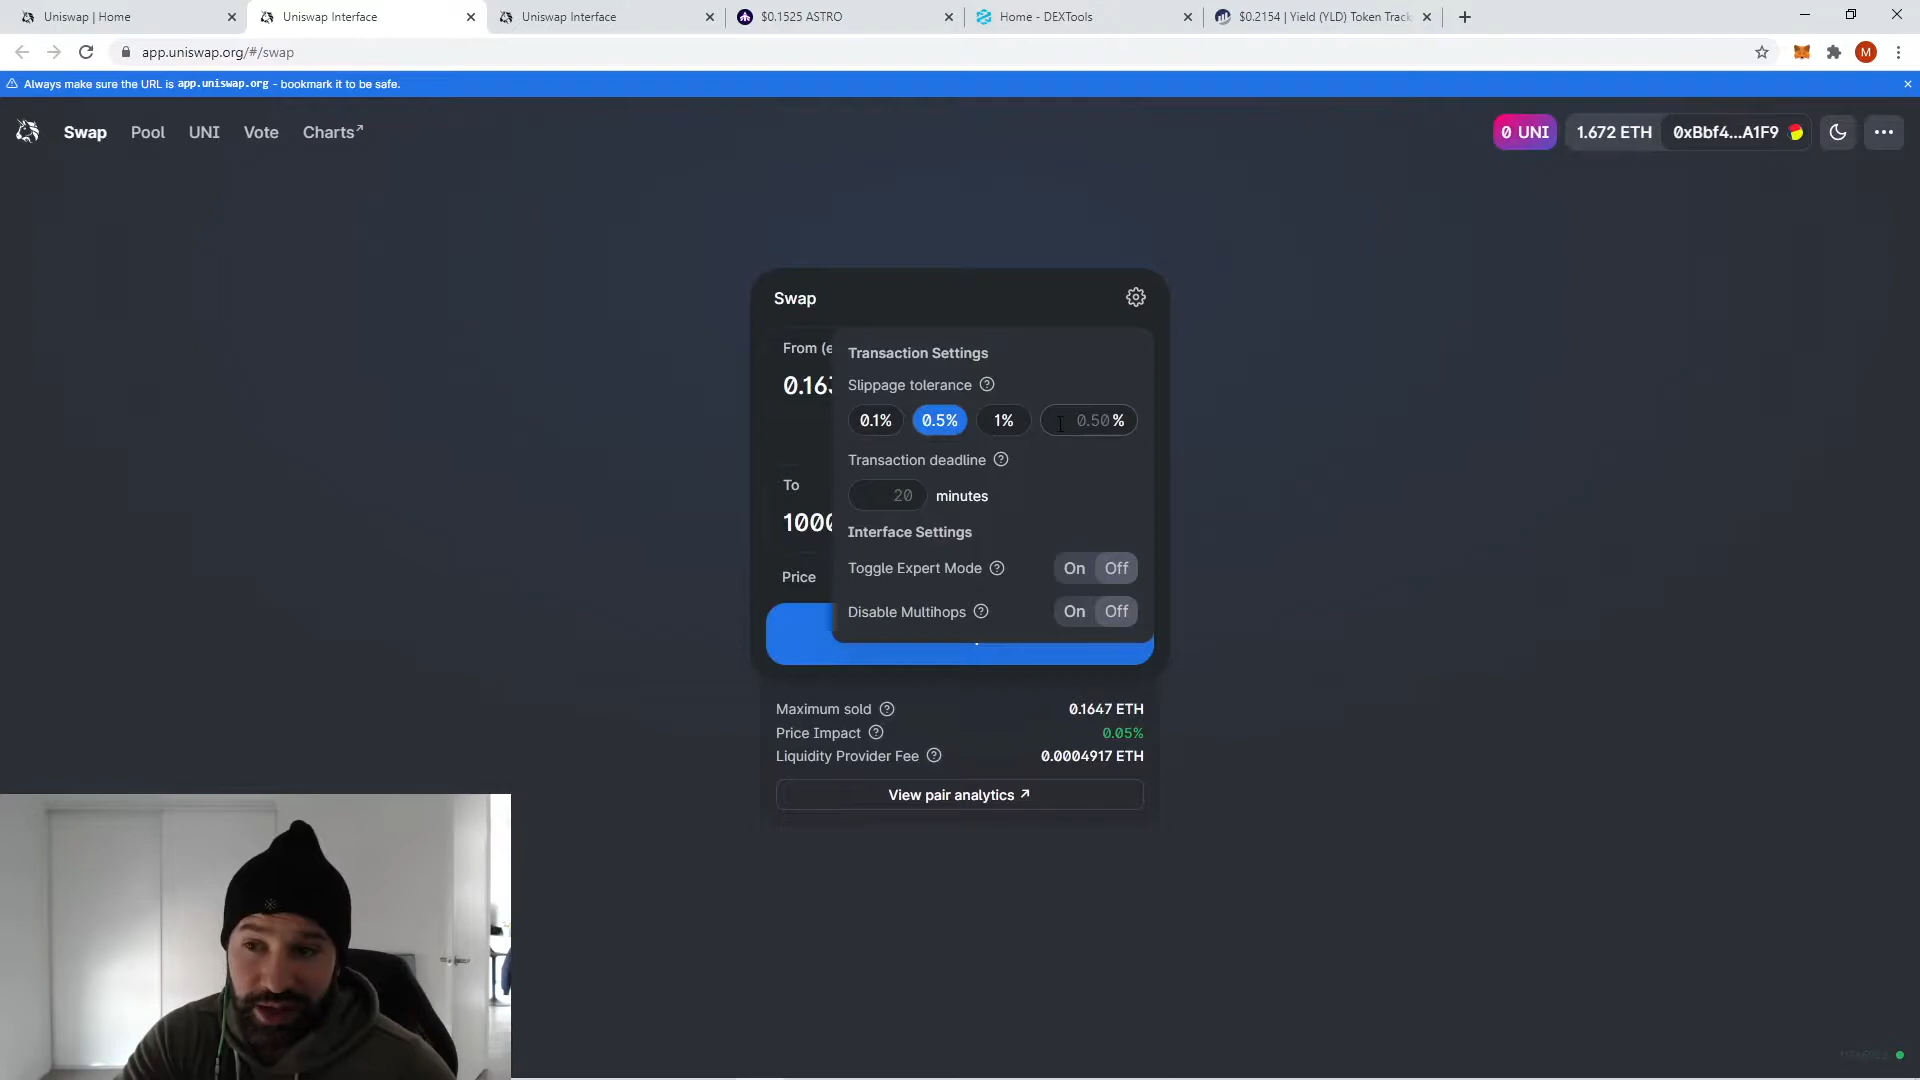 Uniswap | Home
Uniswap Interface
Uniswap Interface
$0.1525 ASTRO
Home - DEXTools
$0.2154 | Yield (YLD) Token Track
app.uniswap.org/#/swap
M
Always make sure the URL is app.uniswap.org - bookmark it to be safe.
Swap
Pool
UNI
Vote
Charts↗
0 UNI
1.672 ETH
0xBbf4...A1F9
Swap
From (e
0.163
Transaction Settings
Slippage tolerance
0.1%
0.5%
1%
0.50 %
Transaction deadline
20 minutes
To
1000
Interface Settings
Price
Toggle Expert Mode
On
Off
Disable Multihops
On
Off
Maximum sold
0.1647 ETH
Price Impact
0.05%
Liquidity Provider Fee
0.0004917 ETH
View pair analytics ↗